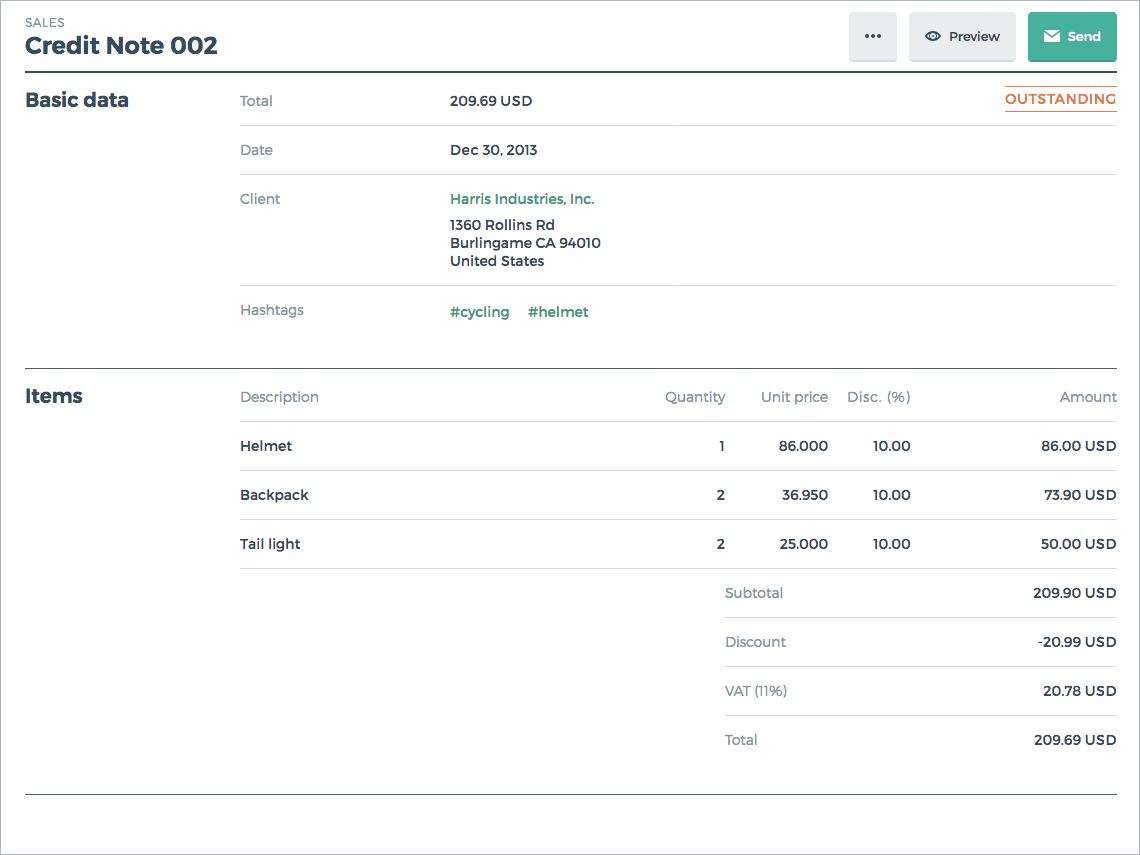 SALES
Credit Note 002
••• Preview Send
Basic data
Total 209.69 USD OUTSTANDING
Date Dec 30, 2013
Client Harris Industries, Inc.
1360 Rollins Rd
Burlingame CA 94010
United States
Hashtags #cycling #helmet
Items
Description Quantity Unit price Disc. (%) Amount
Helmet 1 86.000 10.00 86.00 USD
Backpack 2 36.950 10.00 73.90 USD
Tail light 2 25.000 10.00 50.00 USD
Subtotal 209.90 USD
Discount -20.99 USD
VAT (11%) 20.78 USD
Total 209.69 USD